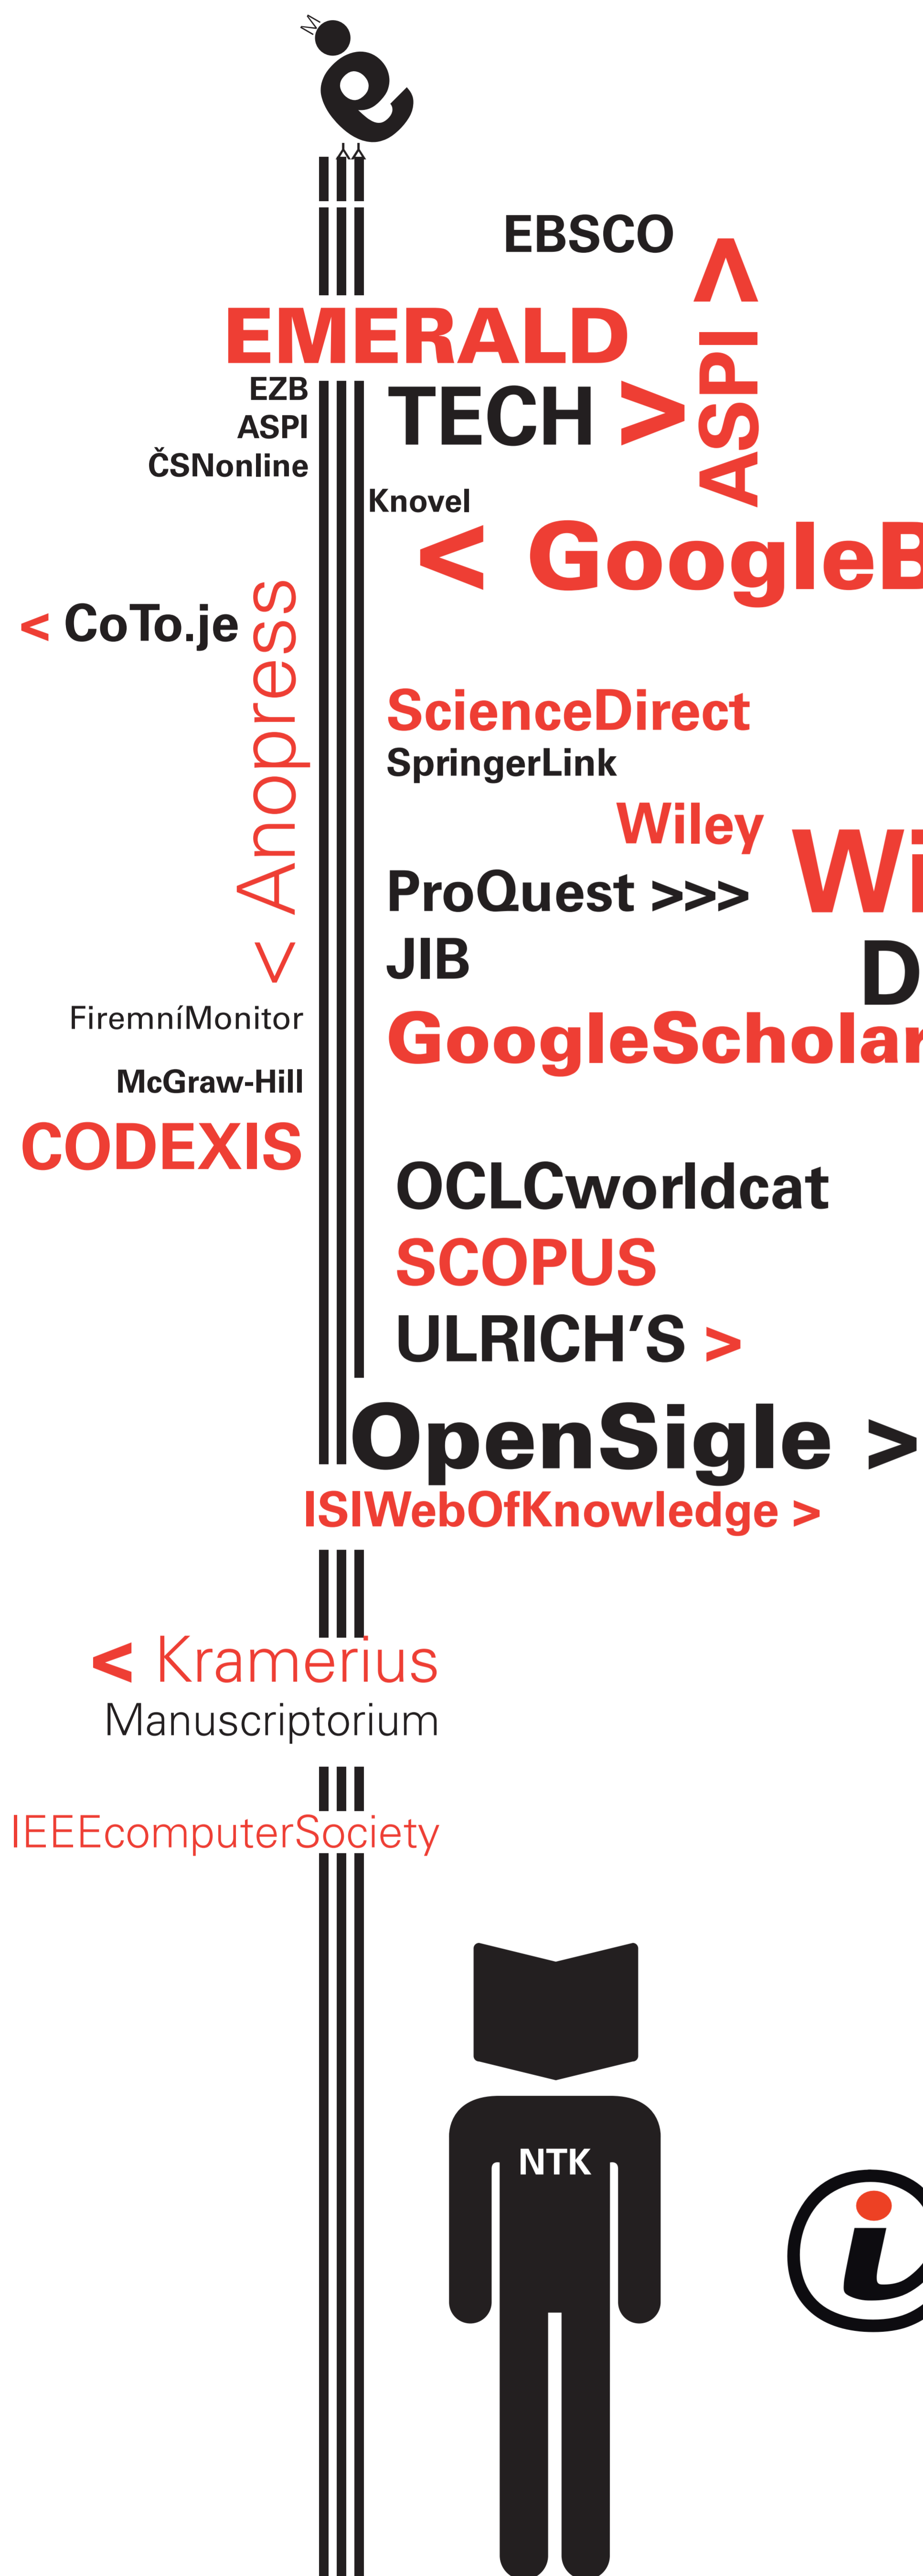 EBSCO
ASPI >
EMERALD
EZB
ASPI
ČSNonline
TECH >
Knovel
< GoogleB
< CoTo.je
< Anopress
ScienceDirect
SpringerLink
Wiley
Wi
ProQuest >>>
JIB
D
FiremníMonitor
GoogleScholar
McGraw-Hill
CODEXIS
OCLCworldcat
SCOPUS
ULRICH’S >
OpenSigle >
ISIWebOfKnowledge >
< Kramerius
Manuscriptorium
IEEEcomputerSociety
NTK
i